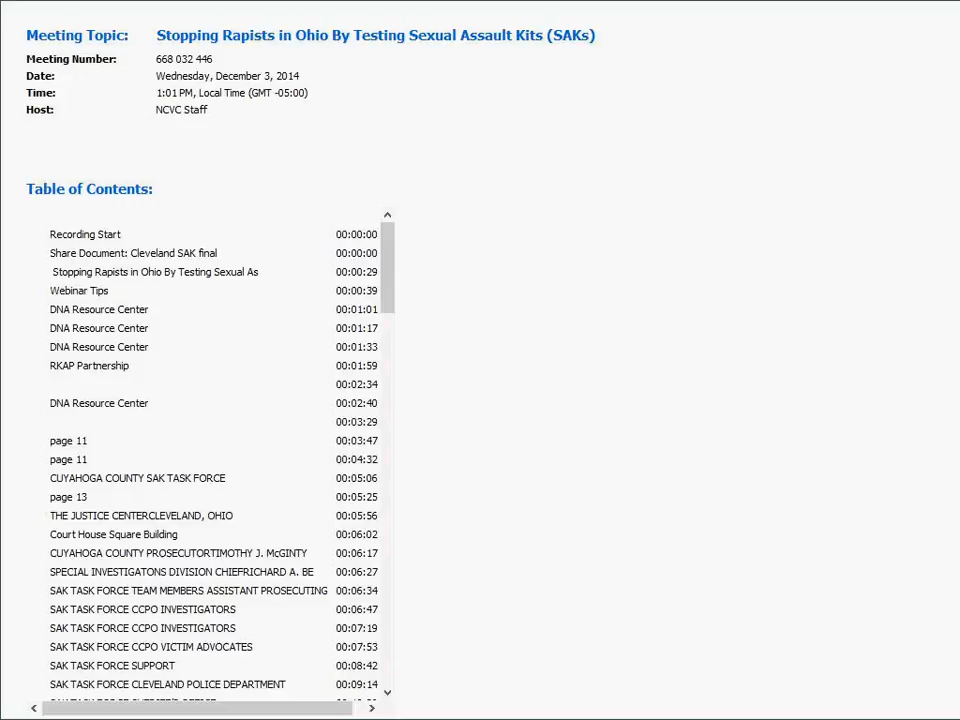 Meeting Topic: Stopping Rapists in Ohio By Testing Sexual Assault Kits (SAKs)
Meeting Number: 668 032 446
Date: Wednesday, December 3, 2014
Time: 1:01 PM, Local Time (GMT -05:00)
Host: NCVC Staff
Table of Contents:
Recording Start 00:00:00
Share Document: Cleveland SAK final 00:00:00
Stopping Rapists in Ohio By Testing Sexual As 00:00:29
Webinar Tips 00:00:39
DNA Resource Center 00:01:01
DNA Resource Center 00:01:17
DNA Resource Center 00:01:33
RKAP Partnership 00:01:59
00:02:34
DNA Resource Center 00:02:40
00:03:29
page 11 00:03:47
page 11 00:04:32
CUYAHOGA COUNTY SAK TASK FORCE 00:05:06
page 13 00:05:25
THE JUSTICE CENTERCLEVELAND, OHIO 00:05:56
Court House Square Building 00:06:02
CUYAHOGA COUNTY PROSECUTORTIMOTHY J. McGINTY 00:06:17
SPECIAL INVESTIGATONS DIVISION CHIEFRICHARD A. BE 00:06:27
SAK TASK FORCE TEAM MEMBERS ASSISTANT PROSECUTING 00:06:34
SAK TASK FORCE CCPO INVESTIGATORS 00:06:47
SAK TASK FORCE CCPO INVESTIGATORS 00:07:19
SAK TASK FORCE CCPO VICTIM ADVOCATES 00:07:53
SAK TASK FORCE SUPPORT 00:08:42
SAK TASK FORCE CLEVELAND POLICE DEPARTMENT 00:09:14